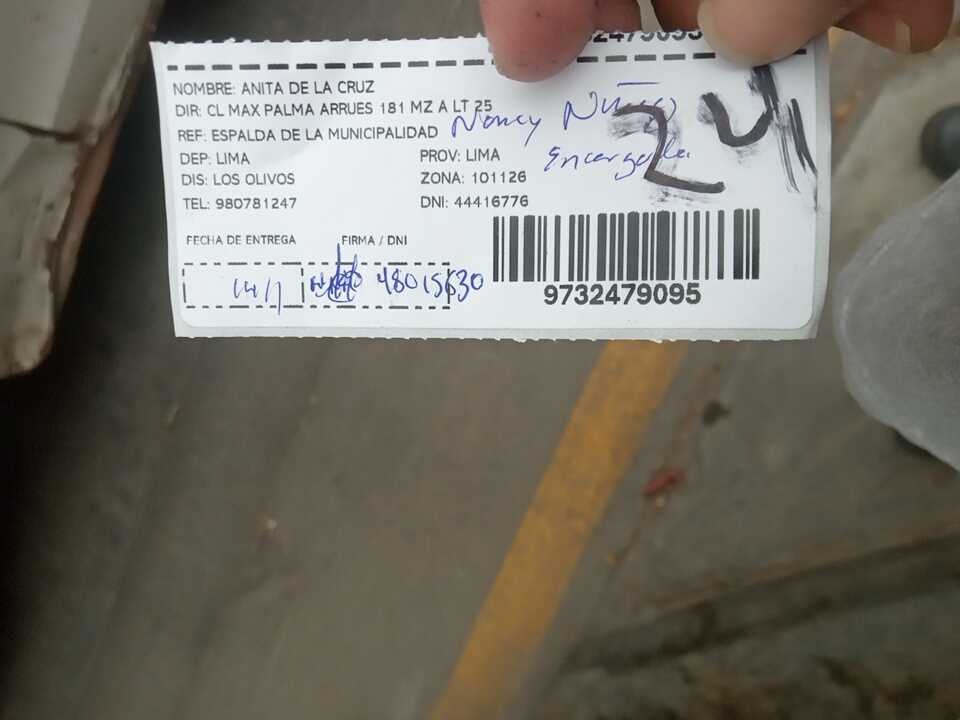 2479095
NOMBRE: ANITA DE LA CRUZ
DIR: CL MAX PALMA ARRUES 181 MZ A LT 25
REF: ESPALDA DE LA MUNICIPALIDAD
Nancy Nuñez
Encargada
24
DEP: LIMA
PROV: LIMA
DIS: LOS OLIVOS
ZONA: 101126
TEL: 980781247
DNI: 44416776
FECHA DE ENTREGA
FIRMA / DNI
14/1
48015630
9732479095